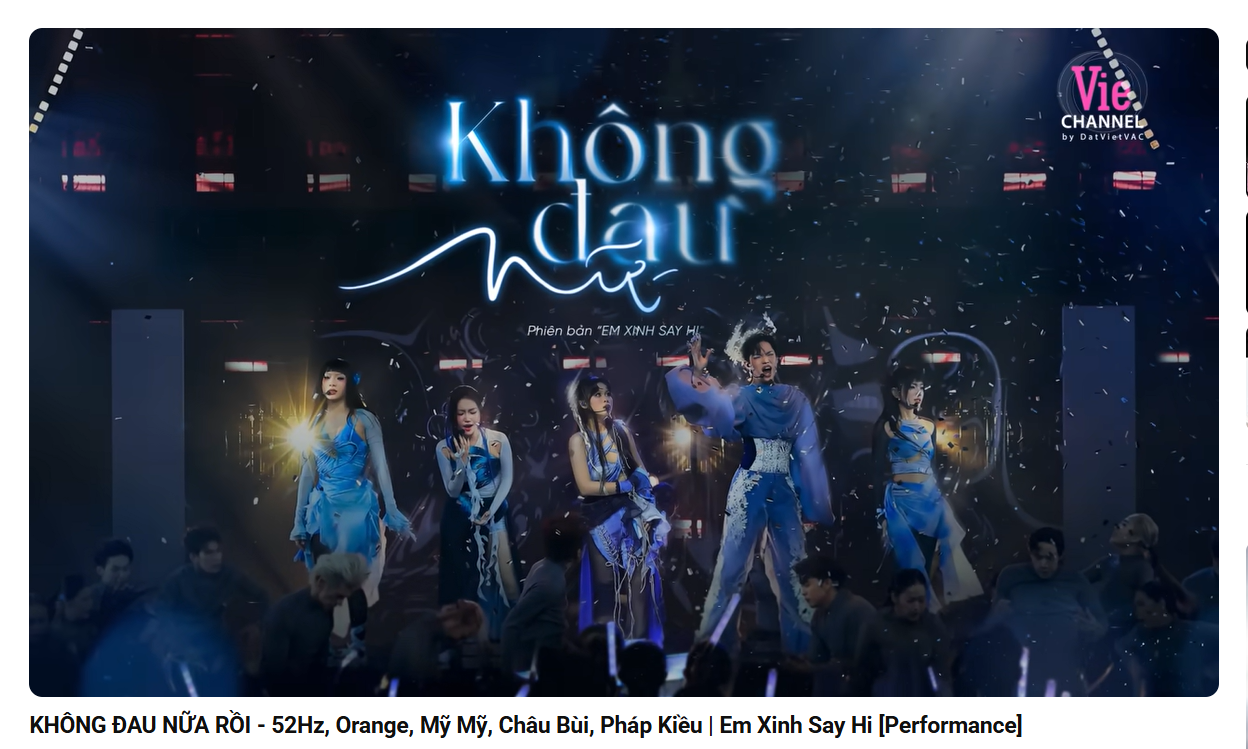 Không
đau
nữa
Phiên bản "EM XINH SAY HI"
Vie
CHANNEL
by DatVietVAC
KHÔNG ĐAU NỮA RỒI - 52Hz, Orange, Mỹ Mỹ, Châu Bùi, Pháp Kiều | Em Xinh Say Hi [Performance]